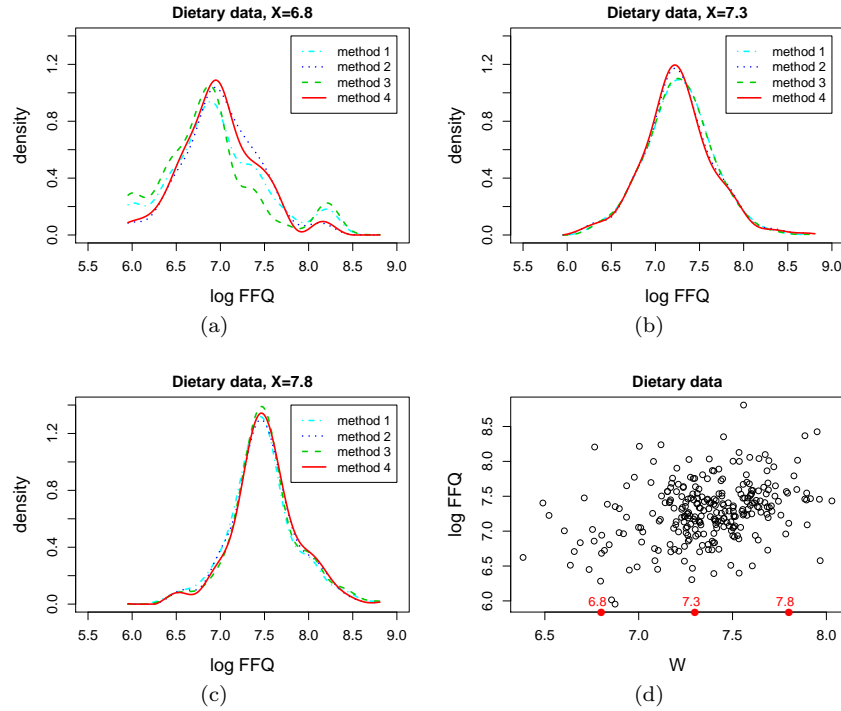 Dietary data, X=6.8
density
0.0 0.4 0.8 1.2
method 1
method 2
method 3
method 4
5.5 6.0 6.5 7.0 7.5 8.0 8.5 9.0
log FFQ
(a)
Dietary data, X=7.3
density
0.0 0.4 0.8 1.2
method 1
method 2
method 3
method 4
5.5 6.0 6.5 7.0 7.5 8.0 8.5 9.0
log FFQ
(b)
Dietary data, X=7.8
density
0.0 0.4 0.8 1.2
method 1
method 2
method 3
method 4
5.5 6.0 6.5 7.0 7.5 8.0 8.5 9.0
log FFQ
(c)
Dietary data
log FFQ
6.0 6.5 7.0 7.5 8.0 8.5
6.8 7.3 7.8
6.5 7.0 7.5 8.0
W
(d)